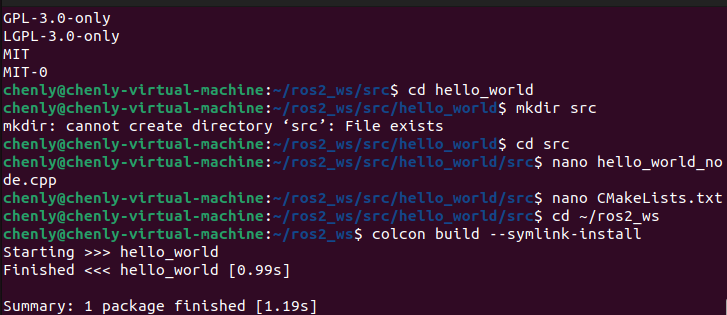 GPL-3.0-only
LGPL-3.0-only
MIT
MIT-0
chenly@chenly-virtual-machine:~/ros2_ws/src$ cd hello_world
chenly@chenly-virtual-machine:~/ros2_ws/src/hello_world$ mkdir src
mkdir: cannot create directory ‘src’: File exists
chenly@chenly-virtual-machine:~/ros2_ws/src/hello_world$ cd src
chenly@chenly-virtual-machine:~/ros2_ws/src/hello_world/src$ nano hello_world_no
de.cpp
chenly@chenly-virtual-machine:~/ros2_ws/src/hello_world/src$ nano CMakeLists.txt
chenly@chenly-virtual-machine:~/ros2_ws/src/hello_world/src$ cd ~/ros2_ws
chenly@chenly-virtual-machine:~/ros2_ws$ colcon build --symlink-install
Starting >>> hello_world
Finished <<< hello_world [0.99s]
Summary: 1 package finished [1.19s]